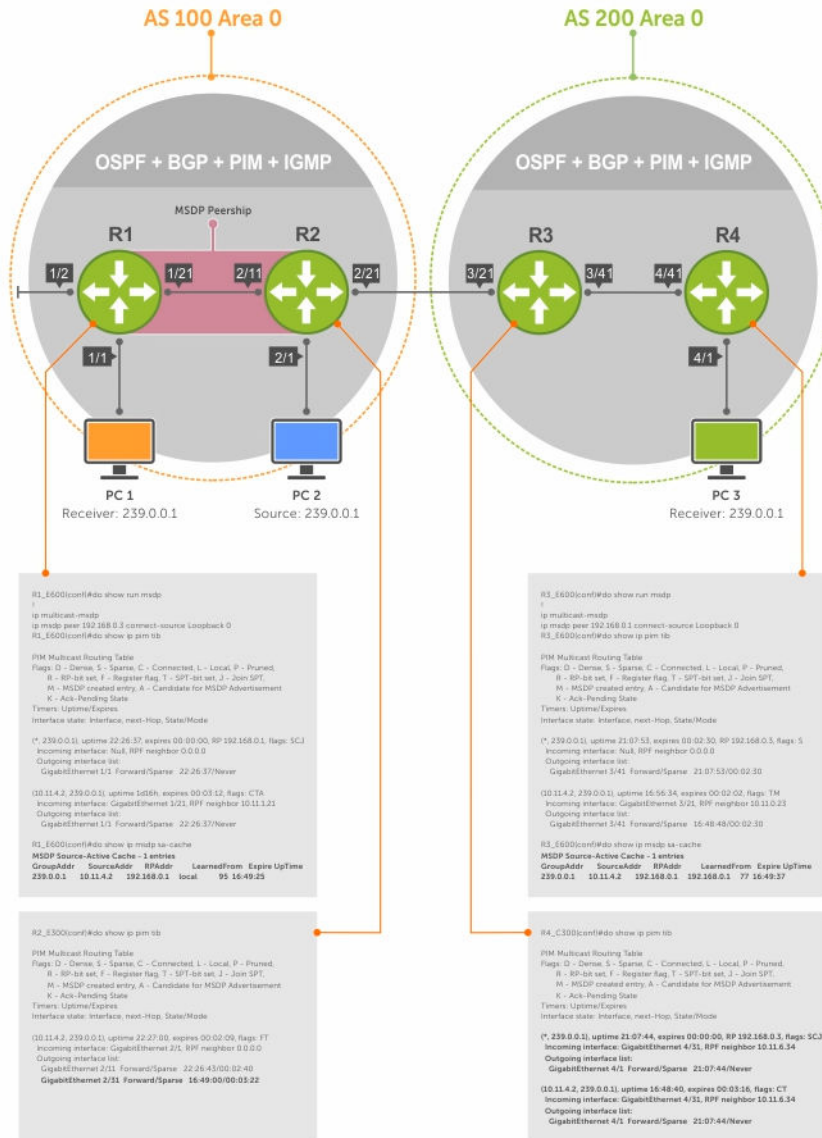 AS 100 Area 0
AS 200 Area 0
OSPF + BGP + PIM + IGMP
OSPF + BGP + PIM + IGMP
MSDP Peership
R1
R2
R3
R4
1/2
1/21
2/11
2/21
3/21
3/41
4/41
1/1
2/1
4/1
PC 1
Receiver: 239.0.0.1
PC 2
Source: 239.0.0.1
PC 3
Receiver: 239.0.0.1
R1_E600(conf)#do show run msdp
!
ip multicast-msdp
ip msdp peer 192.168.0.3 connect-source Loopback 0
R1_E600(conf)#do show ip pim tib
PIM Multicast Routing Table
Flags: D - Dense, S - Sparse, C - Connected, L - Local, P - Pruned,
R - RP-bit set, F - Register flag, T - SPT-bit set, J - Join SPT,
M - MSDP created entry, A - Candidate for MSDP Advertisement
K - Ack-Pending State
Timers: Uptime/Expires
Interface state: Interface, next-Hop, State/Mode
(*, 239.0.0.1), uptime 22:26:37, expires 00:00:00, RP 192.168.0.1, flags: SCJ
Incoming interface: Null, RPF neighbor 0.0.0.0
Outgoing interface list:
GigabitEthernet 1/1 Forward/Sparse 22:26:37/Never
(10.11.4.2, 239.0.0.1), uptime 1d16h, expires 00:03:12, flags: CTA
Incoming interface: GigabitEthernet 1/21, RPF neighbor 10.11.1.21
Outgoing interface list:
GigabitEthernet 1/1 Forward/Sparse 22:26:37/Never
R1_E600(conf)#do show ip msdp sa-cache
MSDP Source-Active Cache - 1 entries
GroupAddr SourceAddr RPAddr LearnedFrom Expire UpTime
239.0.0.1 10.11.4.2 192.168.0.1 local 95 16:49:25
R3_E600(conf)#do show run msdp
!
ip multicast-msdp
ip msdp peer 192.168.0.1 connect-source Loopback 0
R3_E600(conf)#do show ip pim tib
PIM Multicast Routing Table
Flags: D - Dense, S - Sparse, C - Connected, L - Local, P - Pruned,
R - RP-bit set, F - Register flag, T - SPT-bit set, J - Join SPT,
M - MSDP created entry, A - Candidate for MSDP Advertisement
K - Ack-Pending State
Timers: Uptime/Expires
Interface state: Interface, next-Hop, State/Mode
(*, 239.0.0.1), uptime 21:07:53, expires 00:02:30, RP 192.168.0.3, flags: S
Incoming interface: Null, RPF neighbor 0.0.0.0
Outgoing interface list:
GigabitEthernet 3/41 Forward/Sparse 21:07:53/00:02:30
(10.11.4.2, 239.0.0.1), uptime 16:56:34, expires 00:02:02, flags: TM
Incoming interface: GigabitEthernet 3/21, RPF neighbor 10.11.0.23
Outgoing interface list:
GigabitEthernet 3/41 Forward/Sparse 16:48:48/00:02:30
R3_E600(conf)#do show ip msdp sa-cache
MSDP Source-Active Cache - 1 entries
GroupAddr SourceAddr RPAddr LearnedFrom Expire UpTime
239.0.0.1 10.11.4.2 192.168.0.1 192.168.0.1 77 16:49:37
R2_E300(conf)#do show ip pim tib
PIM Multicast Routing Table
Flags: D - Dense, S - Sparse, C - Connected, L - Local, P - Pruned,
R - RP-bit set, F - Register flag, T - SPT-bit set, J - Join SPT,
M - MSDP created entry, A - Candidate for MSDP Advertisement
K - Ack-Pending State
Timers: Uptime/Expires
Interface state: Interface, next-Hop, State/Mode
(10.11.4.2, 239.0.0.1), uptime 22:27:00, expires 00:02:09, flags: FT
Incoming interface: GigabitEthernet 2/1, RPF neighbor 0.0.0.0
Outgoing interface list:
GigabitEthernet 2/11 Forward/Sparse 22:26:43/00:02:40
GigabitEthernet 2/31 Forward/Sparse 16:49:00/00:03:22
R4_C300(conf)#do show ip pim tib
PIM Multicast Routing Table
Flags: D - Dense, S - Sparse, C - Connected, L - Local, P - Pruned,
R - RP-bit set, F - Register flag, T - SPT-bit set, J - Join SPT,
M - MSDP created entry, A - Candidate for MSDP Advertisement
K - Ack-Pending State
Timers: Uptime/Expires
Interface state: Interface, next-Hop, State/Mode
(*, 239.0.0.1), uptime 21:07:44, expires 00:00:00, RP 192.168.0.3, flags: SCJ
Incoming interface: GigabitEthernet 4/31, RPF neighbor 10.11.6.34
Outgoing interface list:
GigabitEthernet 4/1 Forward/Sparse 21:07:44/Never
(10.11.4.2, 239.0.0.1), uptime 16:48:40, expires 00:03:16, flags: CT
Incoming interface: GigabitEthernet 4/31, RPF neighbor 10.11.6.34
Outgoing interface list:
GigabitEthernet 4/1 Forward/Sparse 21:07:44/Never